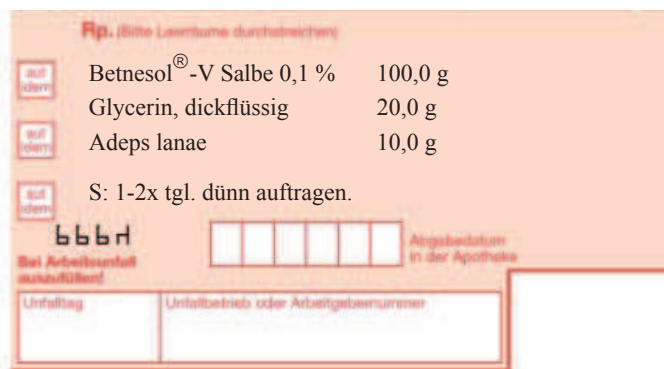 Rp. (Bitte Leerräume durchstreichen)
aut idem
Betnesol®-V Salbe 0,1 % 100,0 g
Glycerin, dickflüssig 20,0 g
aut idem
Adeps lanae 10,0 g
aut idem
S: 1-2x tgl. dünn auftragen.
Abgabedatum
in der Apotheke
Bei Arbeitsunfall
auszufüllen!
Unfalltag
Unfallbetrieb oder Arbeitgebernummer